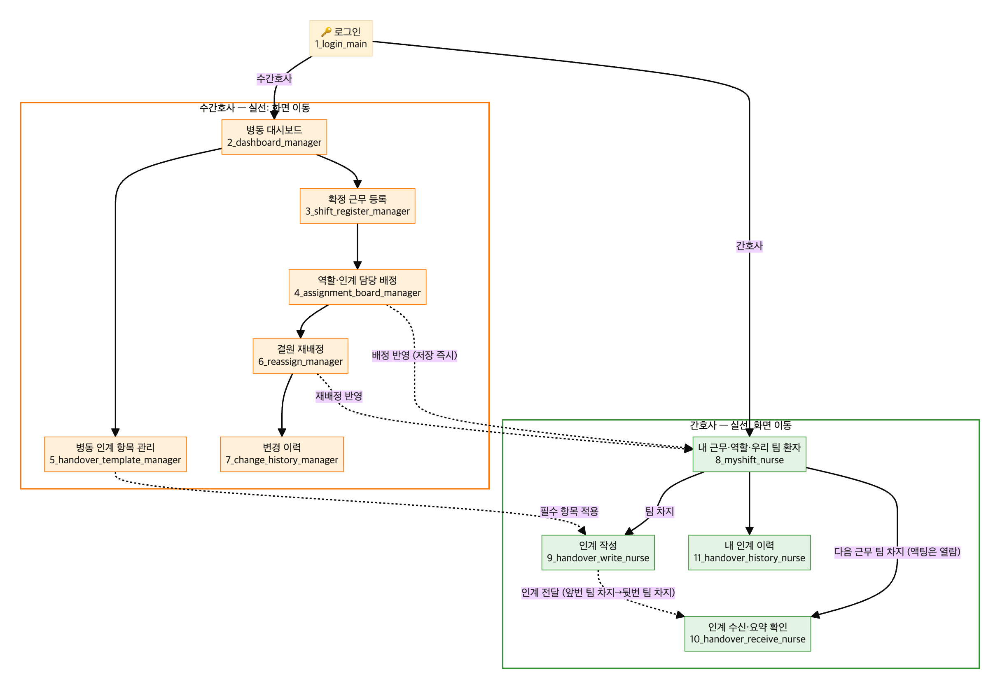 🔑 로그인
1_login_main
수간호사
수간호사 — 실선: 화면 이동
병동 대시보드
2_dashboard_manager
확정 근무 등록
3_shift_register_manager
간호사
역할·인계 담당 배정
4_assignment_board_manager
결원 재배정
6_reassign_manager
배정 반영 (저장 즉시)
재배정 반영
간호사 — 실선: 화면 이동
병동 인계 항목 관리
5_handover_template_manager
변경 이력
7_change_history_manager
내 근무·역할·우리 팀 환자
8_myshift_nurse
필수 항목 적용
팀 차지
인계 작성
9_handover_write_nurse
내 인계 이력
11_handover_history_nurse
다음 근무 팀 차지 (액팅은 열람)
인계 전달 (앞번 팀 차지→뒷번 팀 차지)
인계 수신·요약 확인
10_handover_receive_nurse